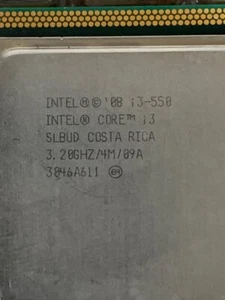 INTEL® © '08 i3-550
INTEL® CORE™ i3
SLBUD COSTA RICA
3.20GHZ/4M/09A
3046A611